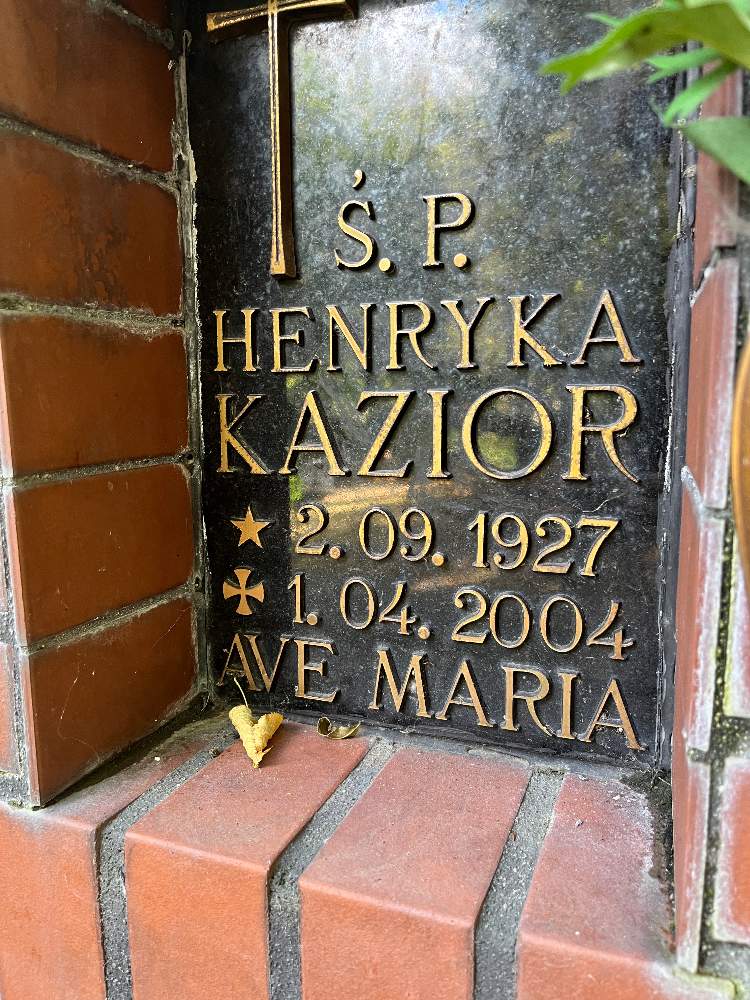 Ś. P.
HENRYKA
KAZIOR
2. 09. 1927
1. 04. 2004
AVE MARIA